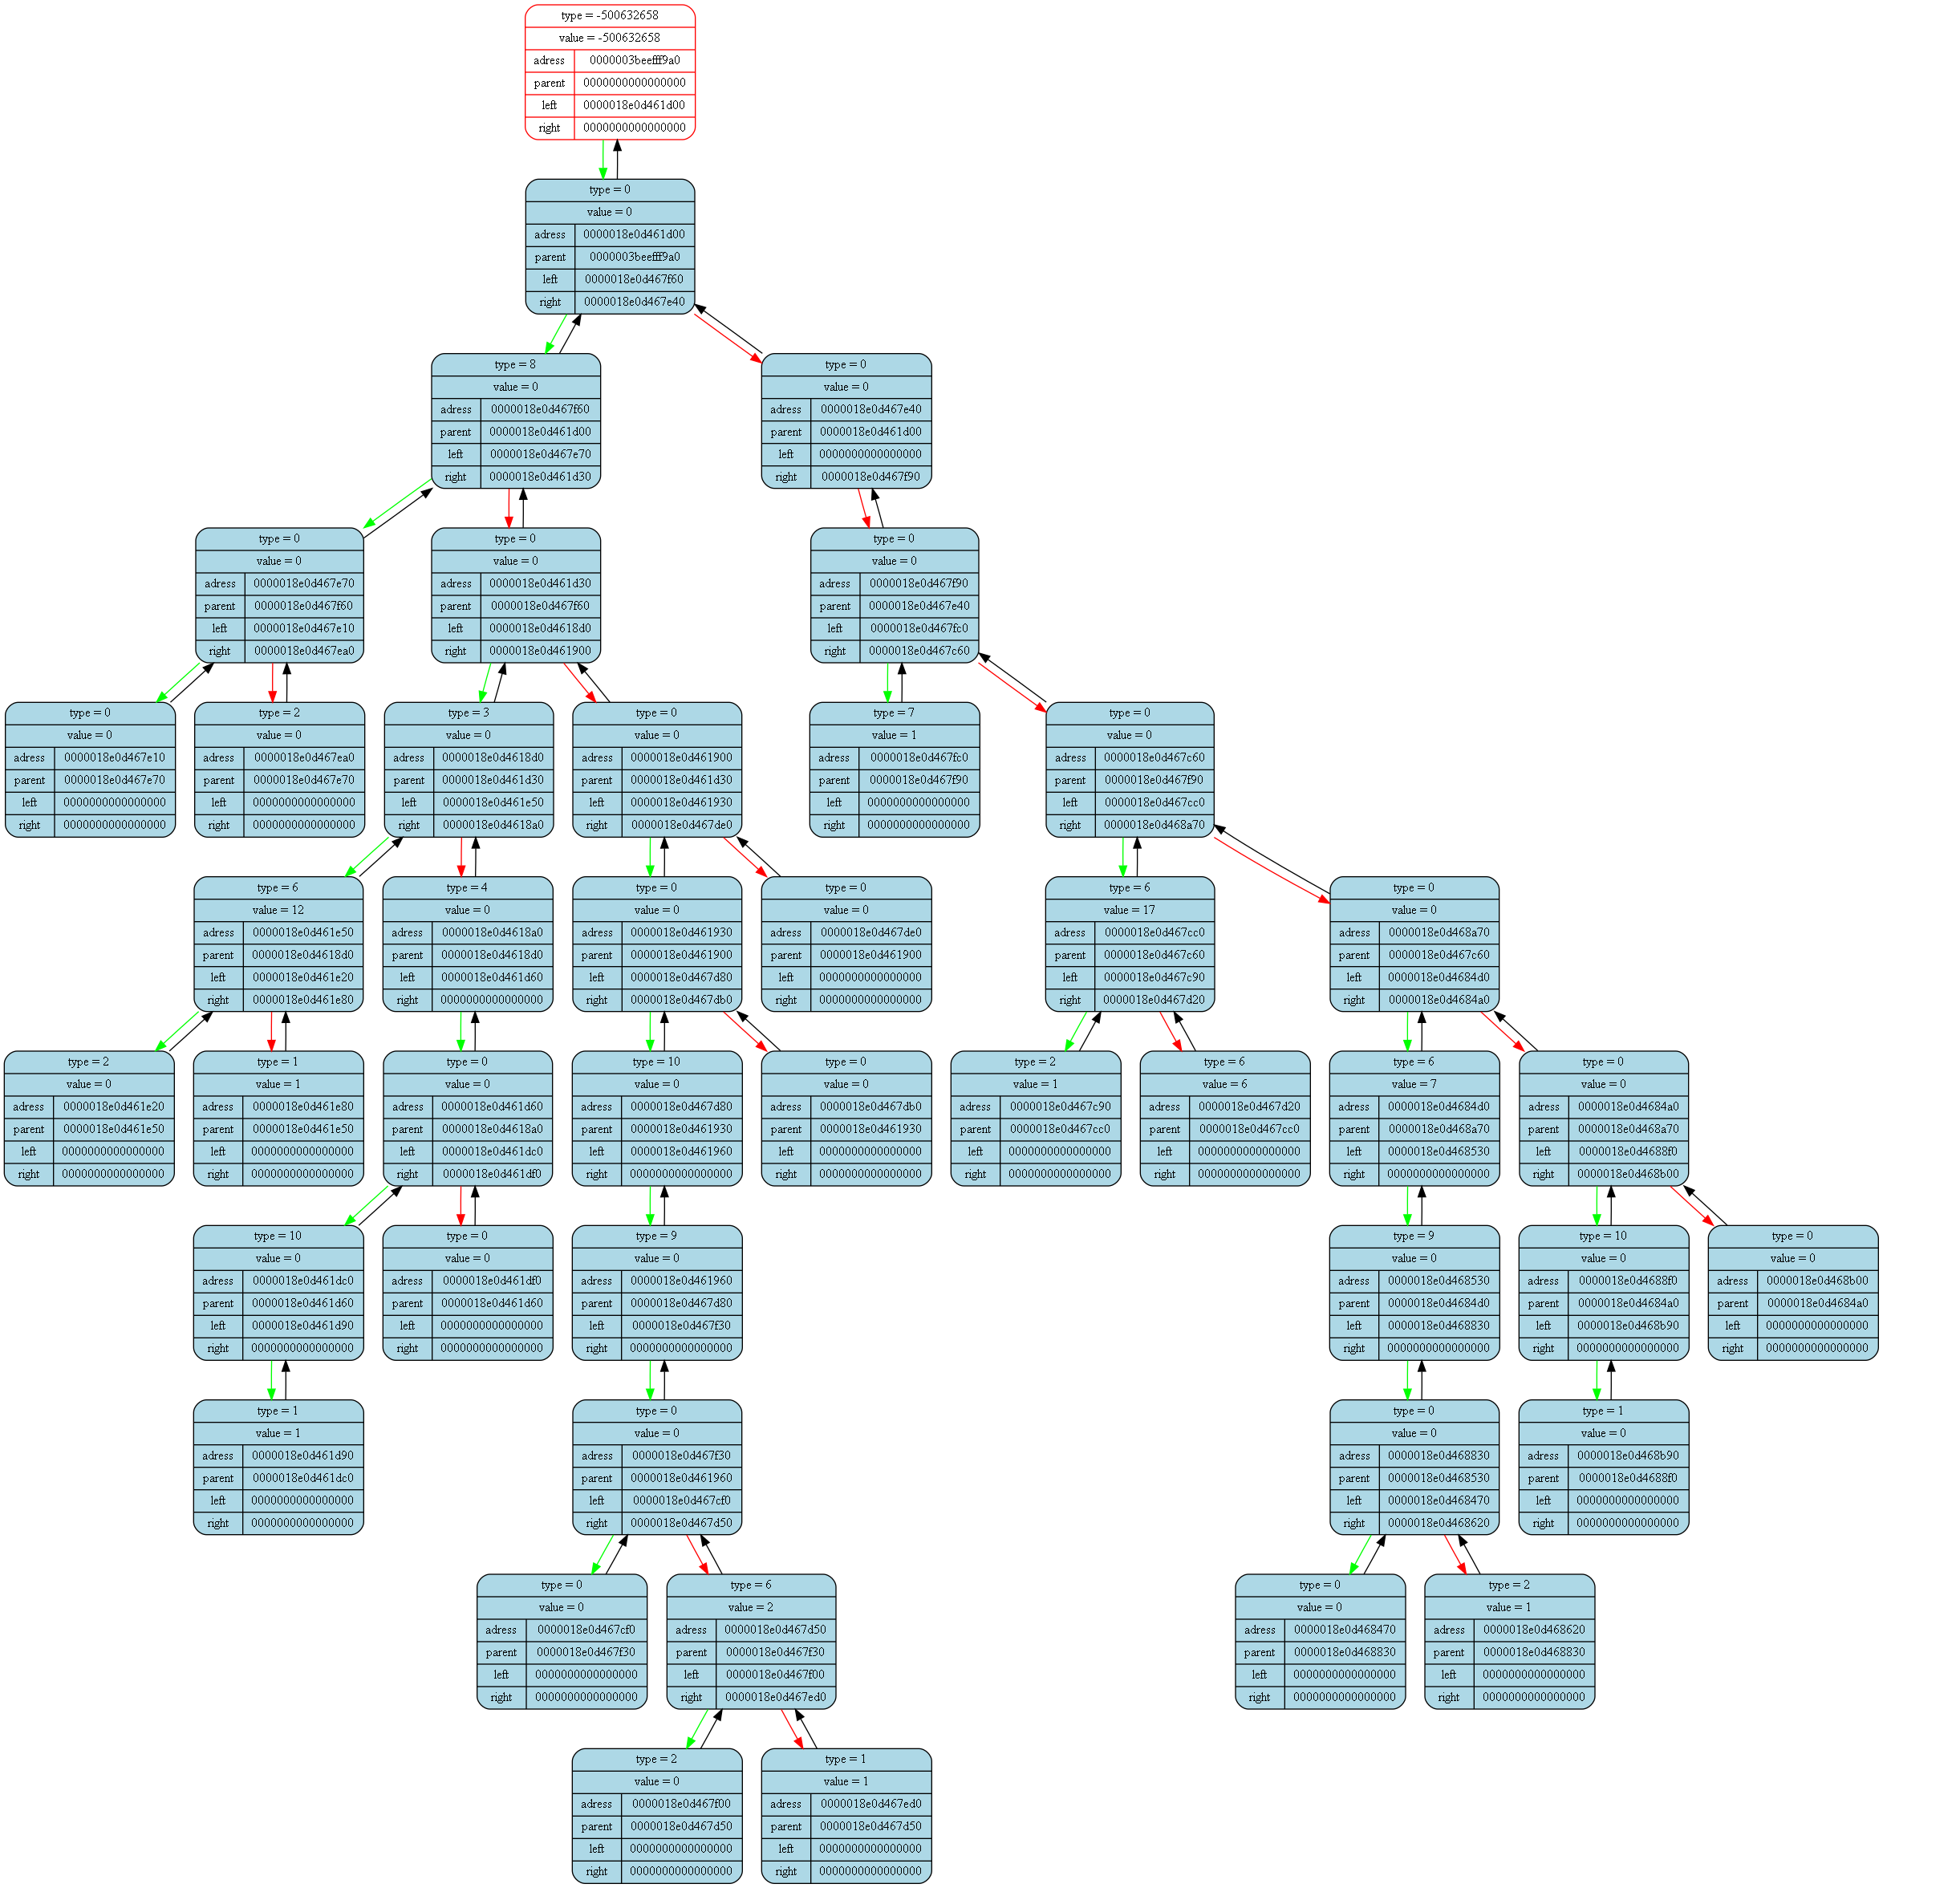 type = -500632658
value = -500632658
adress 0000003beefff9a0
parent 0000000000000000
left 0000018e0d461d00
right 0000000000000000
type = 0
value = 0
adress 0000018e0d461d00
parent 0000003beefff9a0
left 0000018e0d467f60
right 0000018e0d467e40
type = 8
value = 0
adress 0000018e0d467f60
parent 0000018e0d461d00
left 0000018e0d467e70
right 0000018e0d461d30
type = 0
value = 0
adress 0000018e0d467e40
parent 0000018e0d461d00
left 0000000000000000
right 0000018e0d467f90
type = 0
value = 0
adress 0000018e0d467e70
parent 0000018e0d467f60
left 0000018e0d467e10
right 0000018e0d467ea0
type = 0
value = 0
adress 0000018e0d461d30
parent 0000018e0d467f60
left 0000018e0d4618d0
right 0000018e0d461900
type = 0
value = 0
adress 0000018e0d467f90
parent 0000018e0d467e40
left 0000018e0d467fc0
right 0000018e0d467c60
type = 0
value = 0
adress 0000018e0d467e10
parent 0000018e0d467e70
left 0000000000000000
right 0000000000000000
type = 2
value = 0
adress 0000018e0d467ea0
parent 0000018e0d467e70
left 0000000000000000
right 0000000000000000
type = 3
value = 0
adress 0000018e0d4618d0
parent 0000018e0d461d30
left 0000018e0d461e50
right 0000018e0d4618a0
type = 0
value = 0
adress 0000018e0d461900
parent 0000018e0d461d30
left 0000018e0d461930
right 0000018e0d467de0
type = 7
value = 1
adress 0000018e0d467fc0
parent 0000018e0d467f90
left 0000000000000000
right 0000000000000000
type = 0
value = 0
adress 0000018e0d467c60
parent 0000018e0d467f90
left 0000018e0d467cc0
right 0000018e0d468a70
type = 6
value = 12
adress 0000018e0d461e50
parent 0000018e0d4618d0
left 0000018e0d461e20
right 0000018e0d461e80
type = 4
value = 0
adress 0000018e0d4618a0
parent 0000018e0d4618d0
left 0000018e0d461d60
right 0000000000000000
type = 0
value = 0
adress 0000018e0d461930
parent 0000018e0d461900
left 0000018e0d467d80
right 0000018e0d467db0
type = 0
value = 0
adress 0000018e0d467de0
parent 0000018e0d461900
left 0000000000000000
right 0000000000000000
type = 6
value = 17
adress 0000018e0d467cc0
parent 0000018e0d467c60
left 0000018e0d467c90
right 0000018e0d467d20
type = 0
value = 0
adress 0000018e0d468a70
parent 0000018e0d467c60
left 0000018e0d4684d0
right 0000018e0d4684a0
type = 2
value = 0
adress 0000018e0d461e20
parent 0000018e0d461e50
left 0000000000000000
right 0000000000000000
type = 1
value = 1
adress 0000018e0d461e80
parent 0000018e0d461e50
left 0000000000000000
right 0000000000000000
type = 0
value = 0
adress 0000018e0d461d60
parent 0000018e0d4618a0
left 0000018e0d461dc0
right 0000018e0d461df0
type = 10
value = 0
adress 0000018e0d467d80
parent 0000018e0d461930
left 0000018e0d461960
right 0000000000000000
type = 0
value = 0
adress 0000018e0d467db0
parent 0000018e0d461930
left 0000000000000000
right 0000000000000000
type = 2
value = 1
adress 0000018e0d467c90
parent 0000018e0d467cc0
left 0000000000000000
right 0000000000000000
type = 6
value = 6
adress 0000018e0d467d20
parent 0000018e0d467cc0
left 0000000000000000
right 0000000000000000
type = 6
value = 7
adress 0000018e0d4684d0
parent 0000018e0d468a70
left 0000018e0d468530
right 0000000000000000
type = 0
value = 0
adress 0000018e0d4684a0
parent 0000018e0d468a70
left 0000018e0d4688f0
right 0000018e0d468b00
type = 10
value = 0
adress 0000018e0d461dc0
parent 0000018e0d461d60
left 0000018e0d461d90
right 0000000000000000
type = 0
value = 0
adress 0000018e0d461df0
parent 0000018e0d461d60
left 0000000000000000
right 0000000000000000
type = 9
value = 0
adress 0000018e0d461960
parent 0000018e0d467d80
left 0000018e0d467f30
right 0000000000000000
type = 9
value = 0
adress 0000018e0d468530
parent 0000018e0d4684d0
left 0000018e0d468830
right 0000000000000000
type = 10
value = 0
adress 0000018e0d4688f0
parent 0000018e0d4684a0
left 0000018e0d468b90
right 0000000000000000
type = 0
value = 0
adress 0000018e0d468b00
parent 0000018e0d4684a0
left 0000000000000000
right 0000000000000000
type = 1
value = 1
adress 0000018e0d461d90
parent 0000018e0d461dc0
left 0000000000000000
right 0000000000000000
type = 0
value = 0
adress 0000018e0d467f30
parent 0000018e0d461960
left 0000018e0d467cf0
right 0000018e0d467d50
type = 0
value = 0
adress 0000018e0d468830
parent 0000018e0d468530
left 0000018e0d468470
right 0000018e0d468620
type = 1
value = 0
adress 0000018e0d468b90
parent 0000018e0d4688f0
left 0000000000000000
right 0000000000000000
type = 0
value = 0
adress 0000018e0d467cf0
parent 0000018e0d467f30
left 0000000000000000
right 0000000000000000
type = 6
value = 2
adress 0000018e0d467d50
parent 0000018e0d467f30
left 0000018e0d467f00
right 0000018e0d467ed0
type = 0
value = 0
adress 0000018e0d468470
parent 0000018e0d468830
left 0000000000000000
right 0000000000000000
type = 2
value = 1
adress 0000018e0d468620
parent 0000018e0d468830
left 0000000000000000
right 0000000000000000
type = 2
value = 0
adress 0000018e0d467f00
parent 0000018e0d467d50
left 0000000000000000
right 0000000000000000
type = 1
value = 1
adress 0000018e0d467ed0
parent 0000018e0d467d50
left 0000000000000000
right 0000000000000000